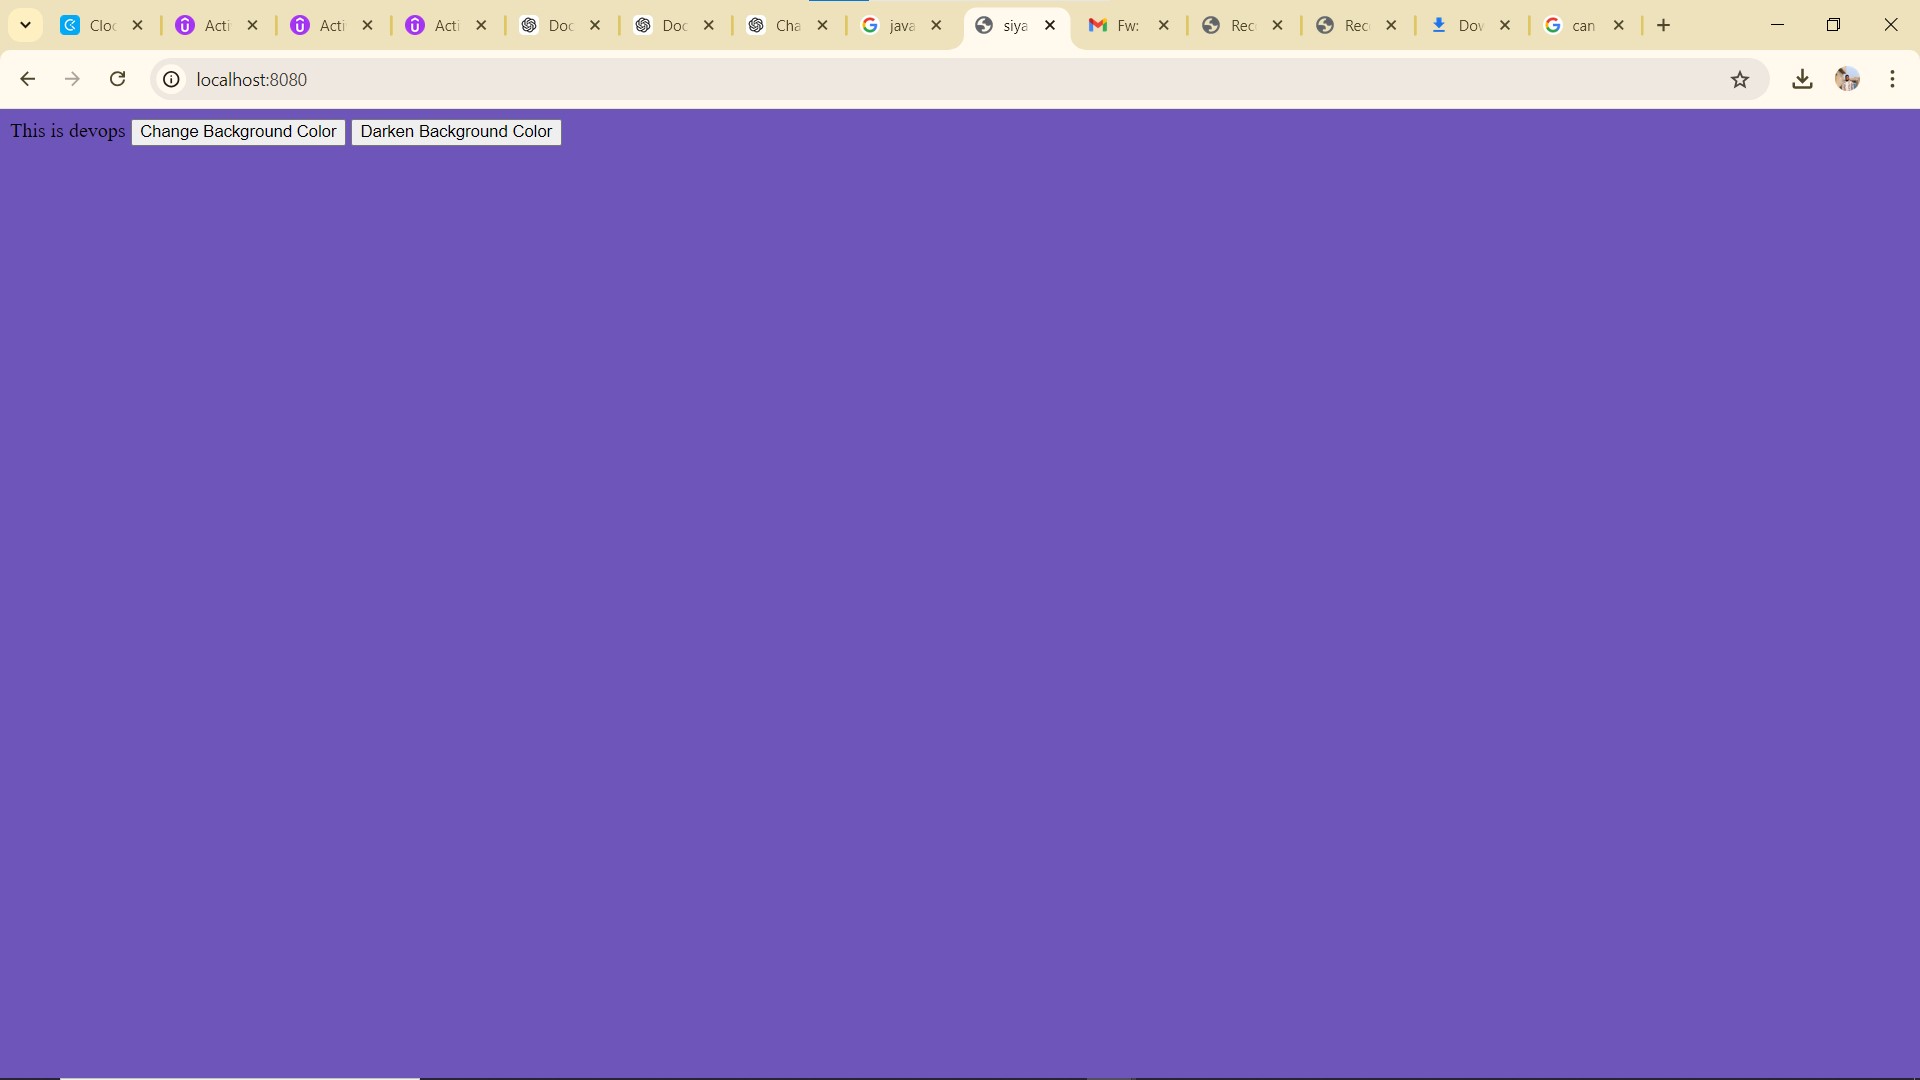 Cloc Acti Acti Acti Doc Doc Cha java siya Fw: Rec Rec Dov can
localhost:8080
This is devops Change Background Color Darken Background Color